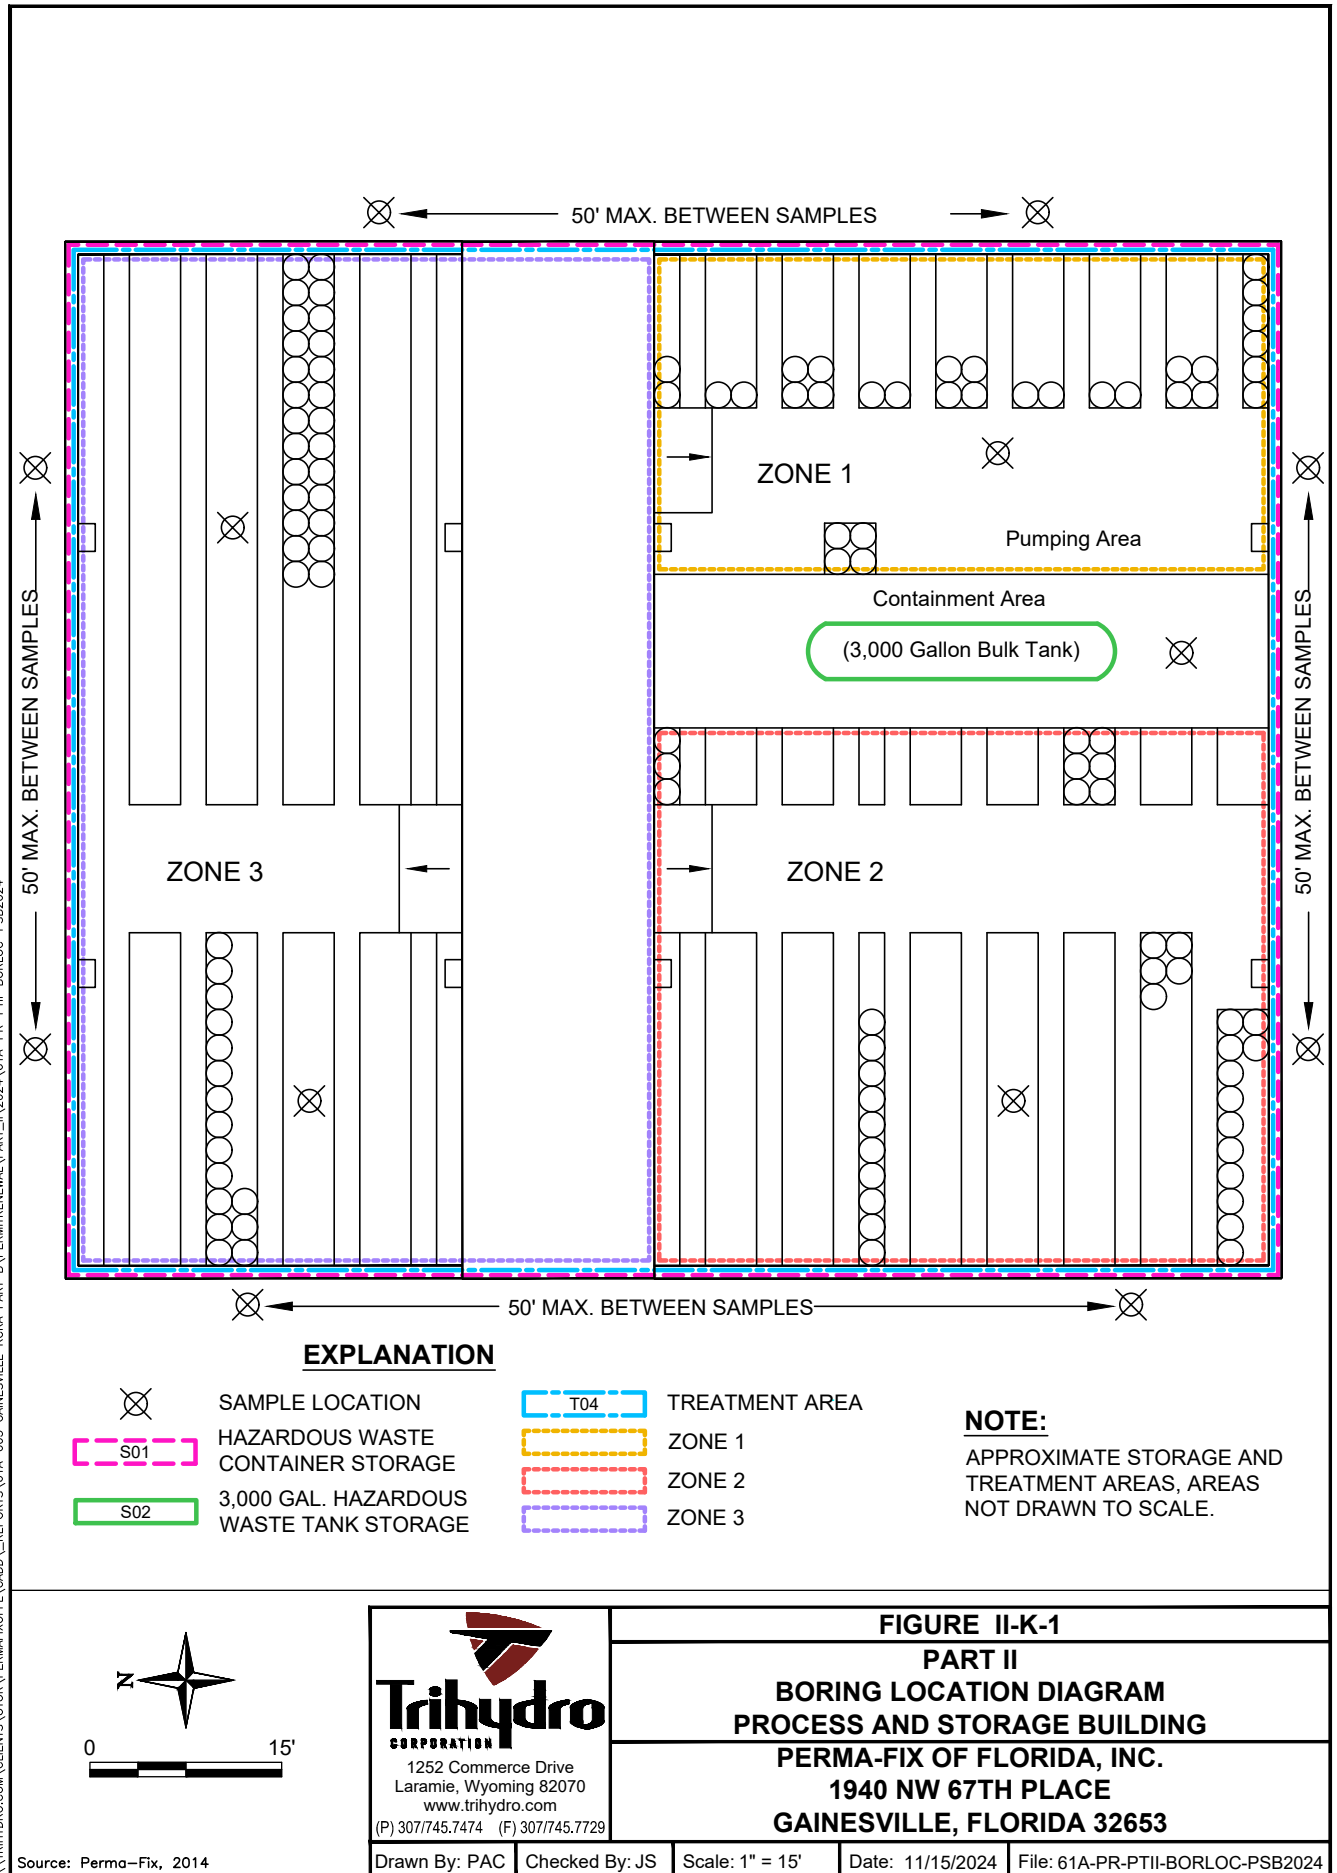 50' MAX. BETWEEN SAMPLES
ZONE 1
Pumping Area
Containment Area
(3,000 Gallon Bulk Tank)
50' MAX. BETWEEN SAMPLES
50' MAX. BETWEEN SAMPLES
ZONE 3
ZONE 2
50' MAX. BETWEEN SAMPLES
EXPLANATION
SAMPLE LOCATION
S01
HAZARDOUS WASTE
CONTAINER STORAGE
S02
3,000 GAL. HAZARDOUS
WASTE TANK STORAGE
T04
TREATMENT AREA
ZONE 1
ZONE 2
ZONE 3
NOTE:
APPROXIMATE STORAGE AND
TREATMENT AREAS, AREAS
NOT DRAWN TO SCALE.
N
0 15'
Source: Perma-Fix, 2014
Trihydro
CORPORATION
1252 Commerce Drive
Laramie, Wyoming 82070
www.trihydro.com
(P) 307/745.7474 (F) 307/745.7729
FIGURE II-K-1
PART II
BORING LOCATION DIAGRAM
PROCESS AND STORAGE BUILDING
PERMA-FIX OF FLORIDA, INC.
1940 NW 67TH PLACE
GAINESVILLE, FLORIDA 32653
Drawn By: PAC
Checked By: JS
Scale: 1" = 15'
Date: 11/15/2024
File: 61A-PR-PTII-BORLOC-PSB2024